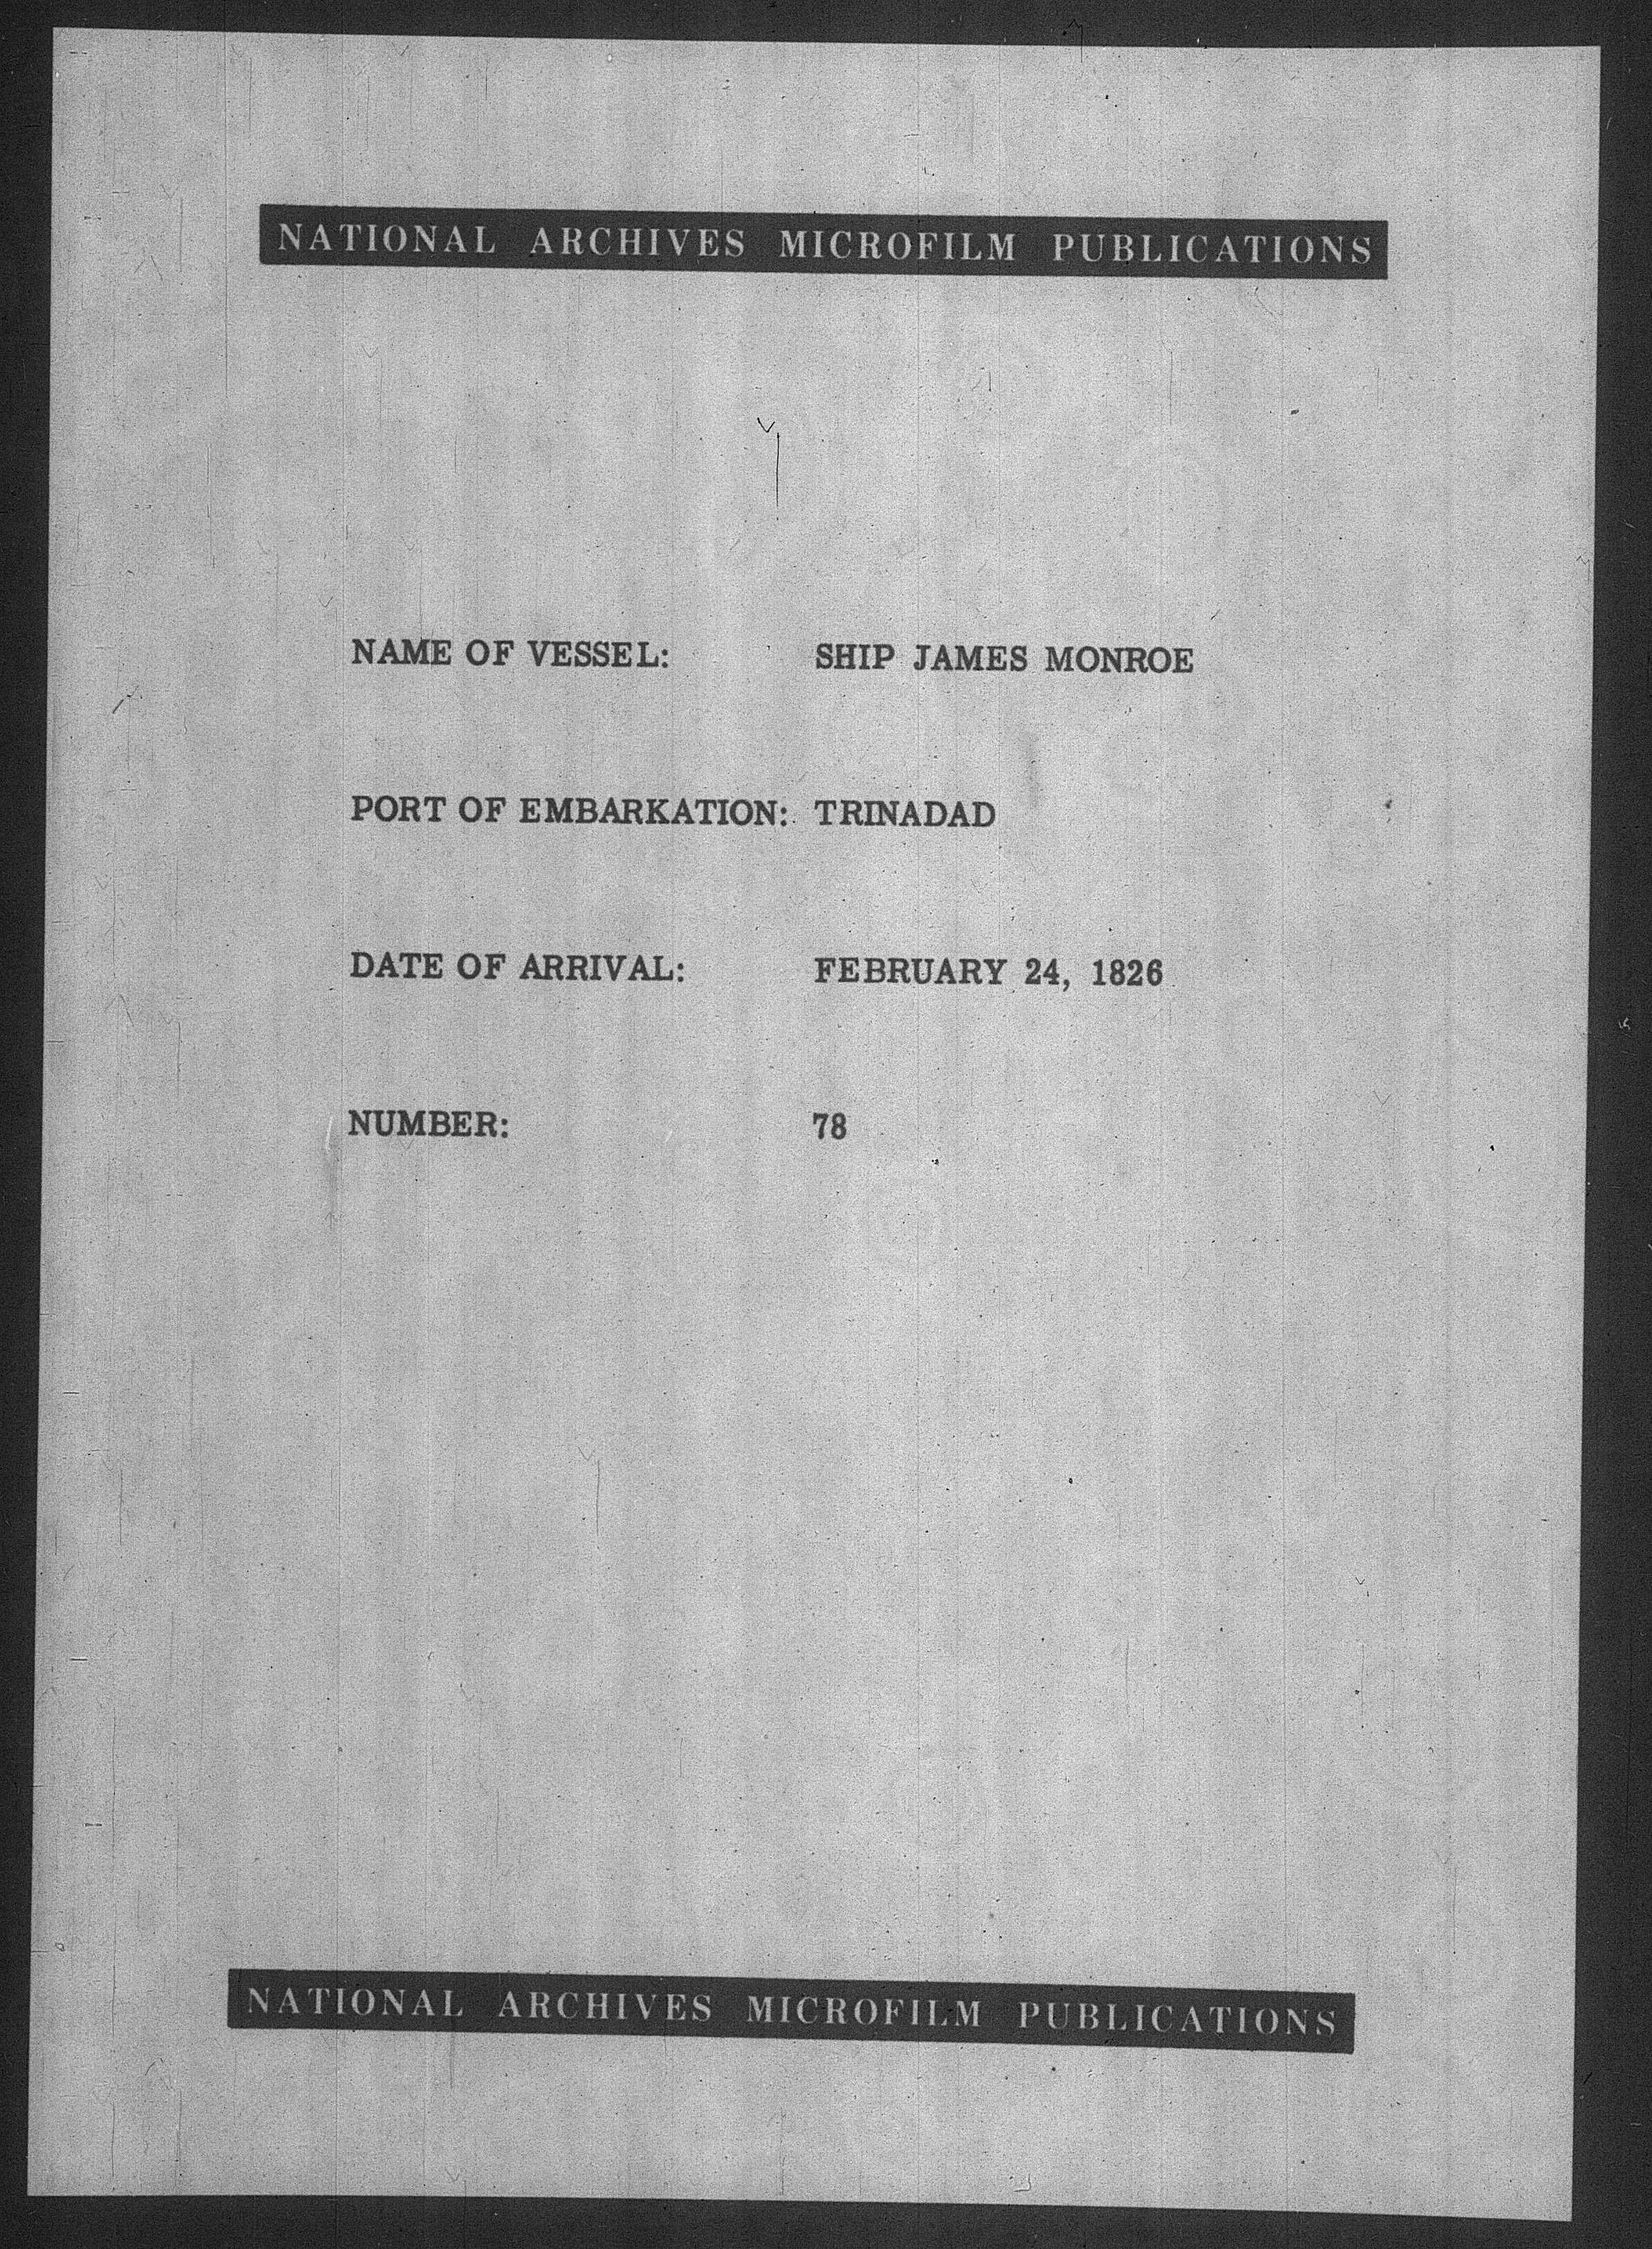 NATIONAL ARCHIVES MICROFILM PUBLICATIONS
NAME OF VESSEL: SHIP JAMES MONROE
PORT OF EMBARKATION: TRINADAD
DATE OF ARRIVAL: FEBRUARY 24, 1826
NUMBER: 78
NATIONAL ARCHIVES MICROFILM PUBLICATIONS